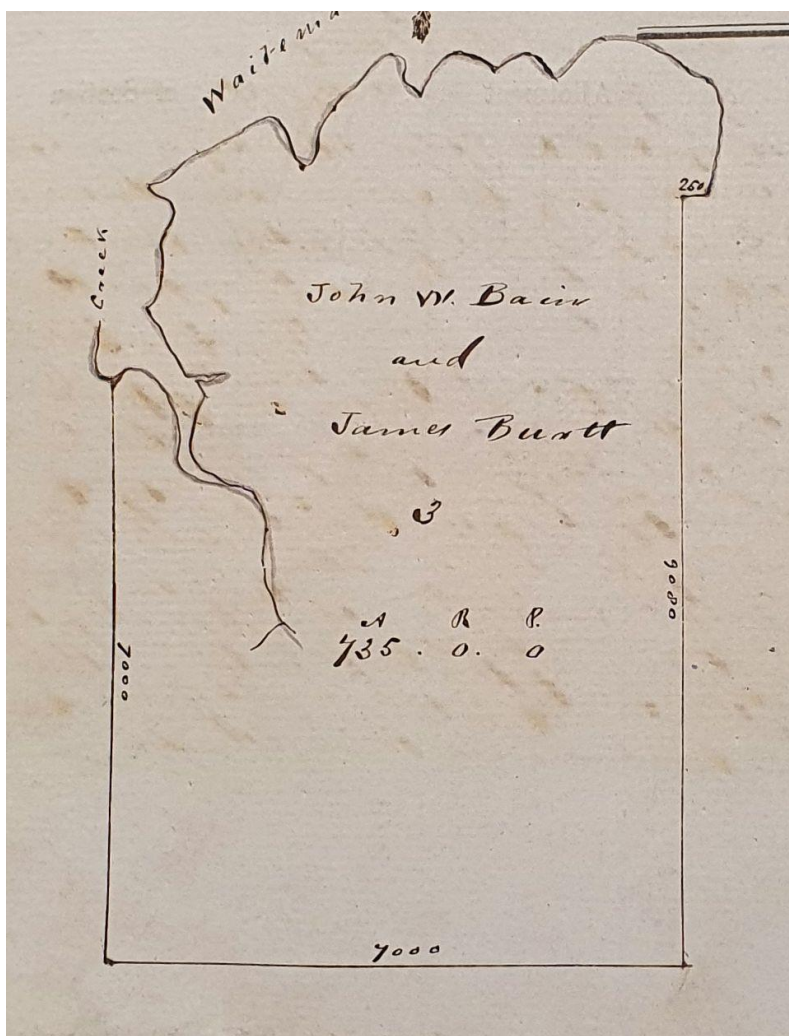 Waitema
250
Creek
John W. Bain
and
James Burtt
3
A R P.
735 . 0 . 0
9080
7000
7000